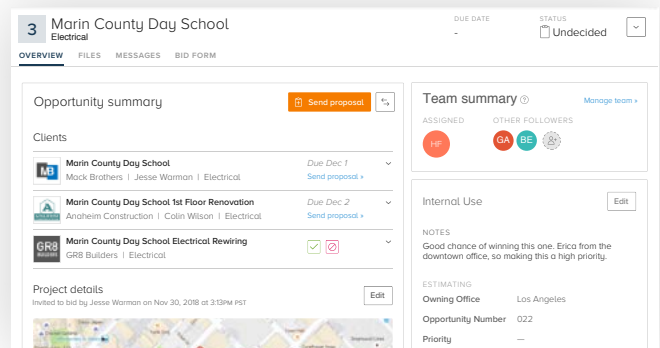 3
Marin County Day School
Electrical
DUE DATE
-
STATUS
Undecided
OVERVIEW FILES MESSAGES BID FORM
Opportunity summary
Send proposal
Clients
MB
Marin County Day School
Mack Brothers | Jesse Warman | Electrical
Due Dec 1
Send proposal »
Marin County Day School 1st Floor Renovation
Anaheim Construction | Colin Wilson | Electrical
Due Dec 2
Send proposal »
GR8
Marin County Day School Electrical Rewiring
GR8 Builders | Electrical
Project details
Invited to bid by Jesse Warman on Nov 30, 2018 at 3:13PM PST
Edit
Team summary ?
Manage team »
ASSIGNED OTHER FOLLOWERS
HF GA BE
Internal Use
Edit
NOTES
Good chance of winning this one. Erica from the
downtown office, so making this a high priority.
ESTIMATING
Owning Office Los Angeles
Opportunity Number 022
Priority —